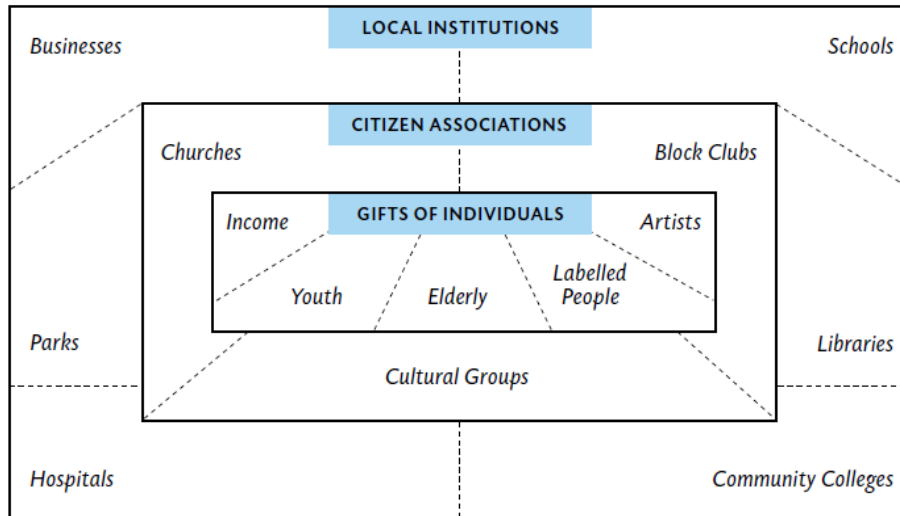 LOCAL INSTITUTIONS
Businesses
Schools
CITIZEN ASSOCIATIONS
Churches
Block Clubs
GIFTS OF INDIVIDUALS
Income
Artists
Youth
Elderly
Labelled
People
Parks
Libraries
Cultural Groups
Hospitals
Community Colleges